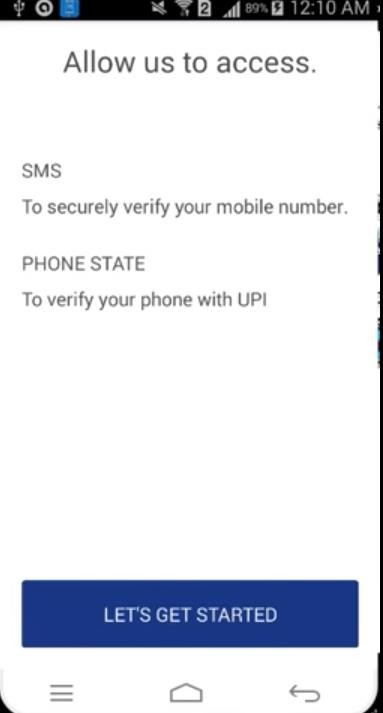 2 89% 12:10 AM
Allow us to access.
SMS
To securely verify your mobile number.
PHONE STATE
To verify your phone with UPI
LET'S GET STARTED